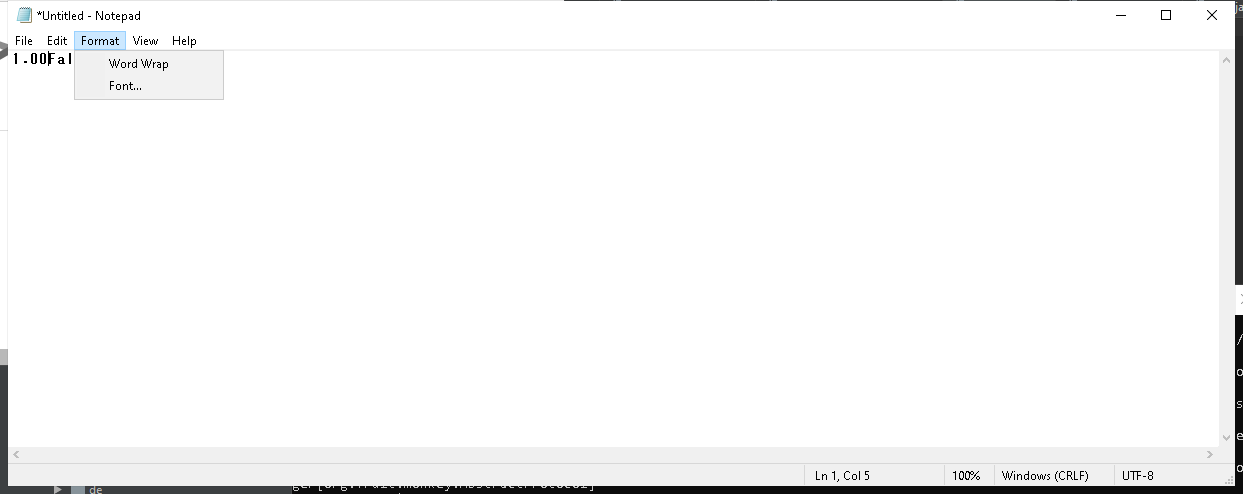 *Untitled - Notepad
File Edit Format View Help
1.00Fal
Word Wrap
Font...
Ln 1, Col 5 100% Windows (CRLF) UTF-8
de